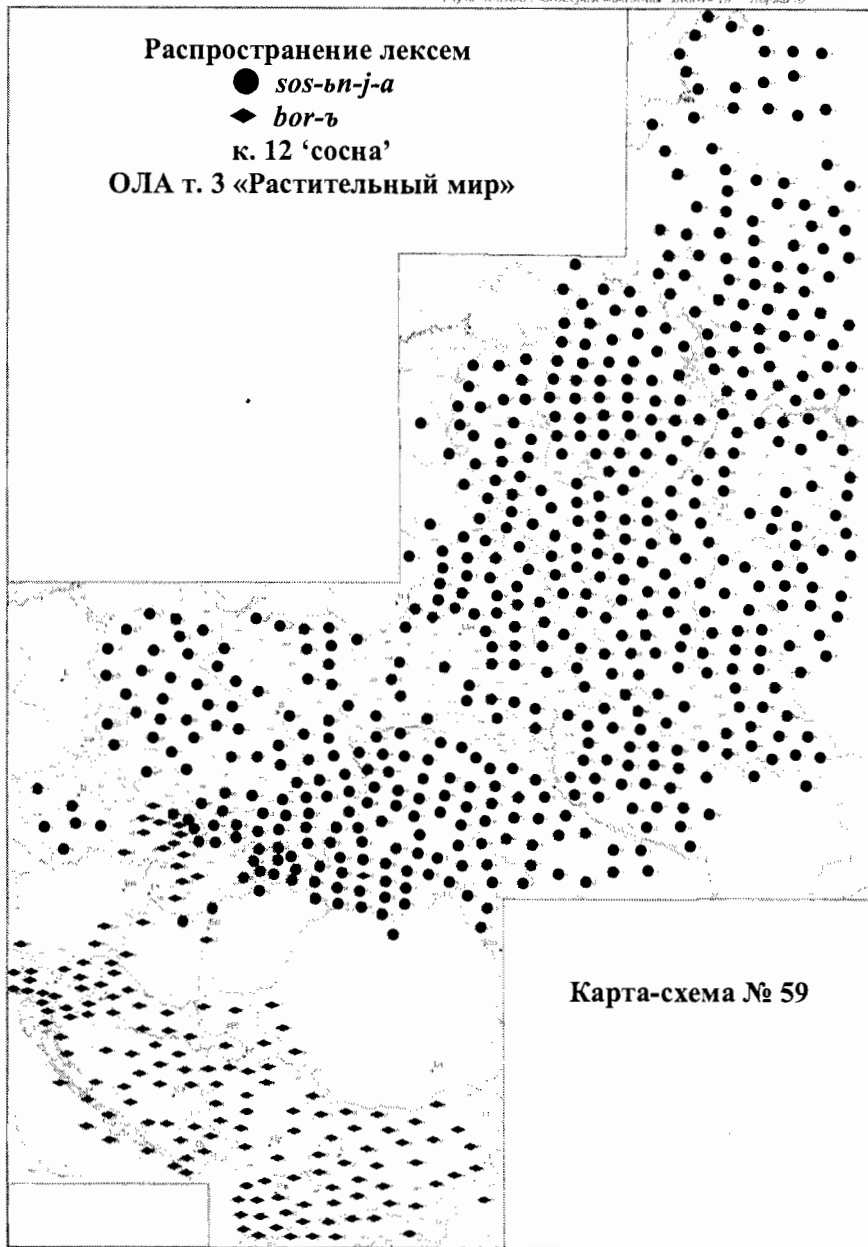 Распространение лексем
sos-ьn-j-a
bor-ъ
к. 12 ‘сосна’
ОЛА т. 3 «Растительный мир»
Карта-схема № 59